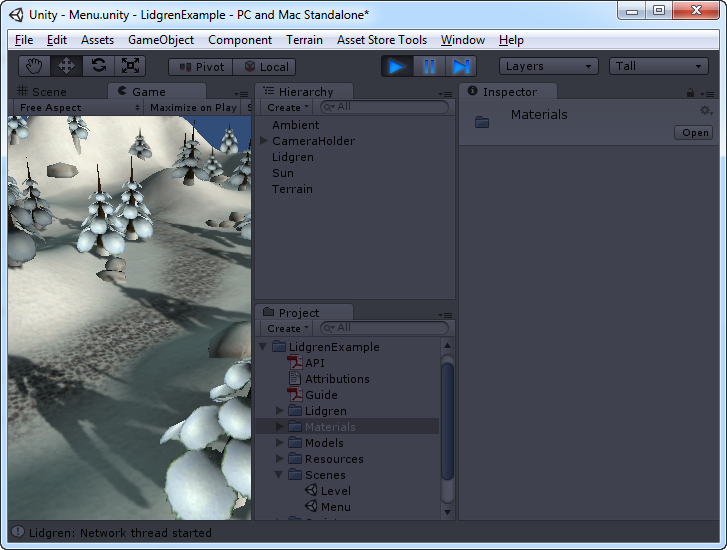 Unity - Menu.unity - LidgrenExample - PC and Mac Standalone*
File Edit Assets GameObject Component Terrain Asset Store Tools Window Help
Pivot Local Layers Tall
Scene Game
Free Aspect Maximize on Play S
Hierarchy
Create All
Ambient
CameraHolder
Lidgren
Sun
Terrain
Project
Create All
LidgrenExample
API
Attributions
Guide
Lidgren
Materials
Models
Resources
Scenes
Level
Menu
Inspector
Materials
Open
Lidgren: Network thread started